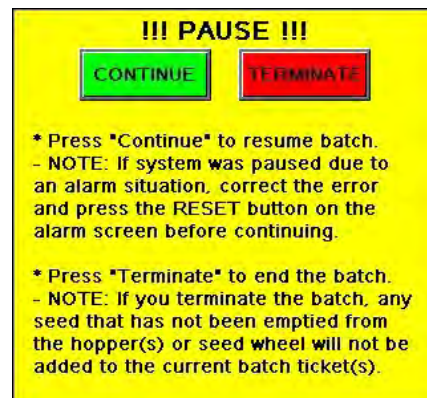 !!! PAUSE !!!
CONTINUE TERMINATE
* Press "Continue" to resume batch.
- NOTE: If system was paused due to
an alarm situation, correct the error
and press the RESET button on the
alarm screen before continuing.
* Press "Terminate" to end the batch.
- NOTE: If you terminate the batch, any
seed that has not been emptied from
the hopper(s) or seed wheel will not be
added to the current batch ticket(s).